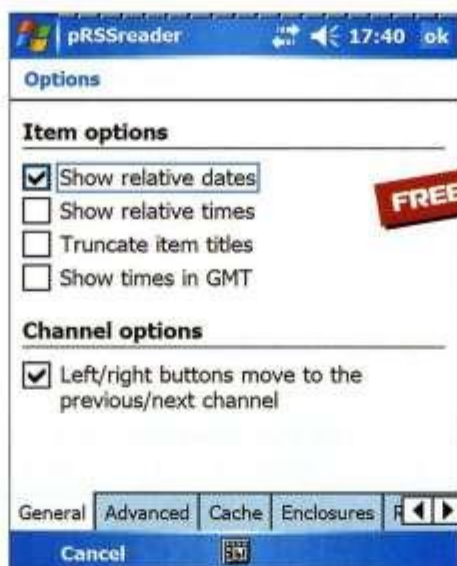 pRSSreader 17:40 ok
Options
Item options
Show relative dates
FREE
Show relative times
Truncate item titles
Show times in GMT
Channel options
Left/right buttons move to the
previous/next channel
General Advanced Cache Enclosures
Cancel